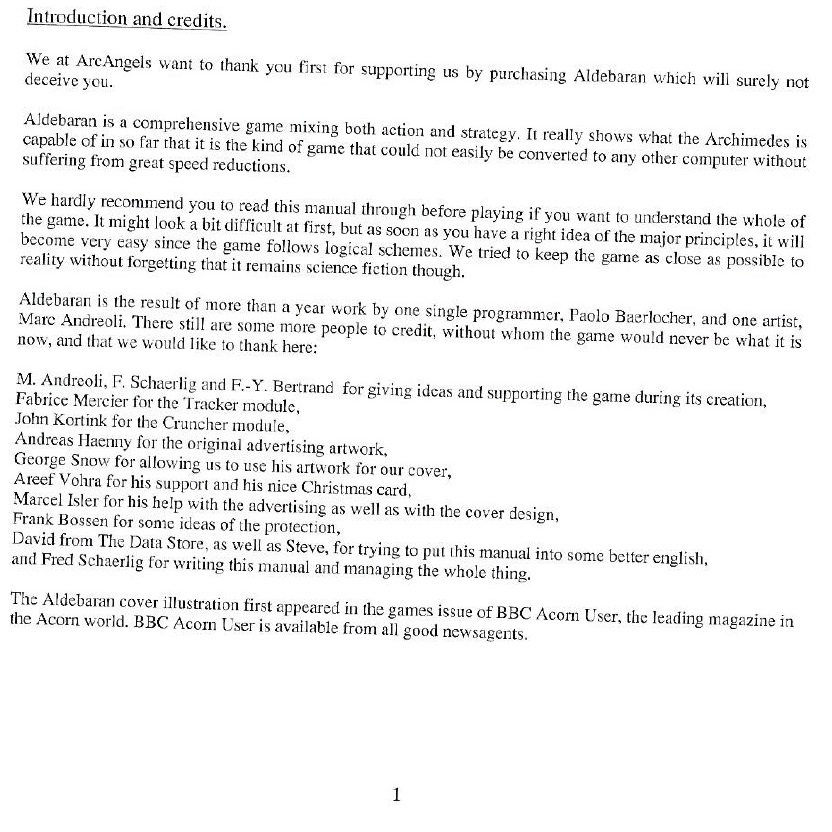 Introduction and credits.
We at ArcAngels want to thank you first for supporting us by purchasing Aldebaran which will surely not
deceive you.
Aldebaran is a comprehensive game mixing both action and strategy. It really shows what the Archimedes is
capable of in so far that it is the kind of game that could not easily be converted to any other computer without
suffering from great speed reductions.
We hardly recommend you to read this manual through before playing if you want to understand the whole of
the game. It might look a bit difficult at first, but as soon as you have a right idea of the major principles, it will
become very easy since the game follows logical schemes. We tried to keep the game as close as possible to
reality without forgetting that it remains science fiction though.
Aldebaran is the result of more than a year work by one single programmer, Paolo Baerlocher, and one artist,
Marc Andreoli. There still are some more people to credit, without whom the game would never be what it is
now, and that we would like to thank here:
M. Andreoli, F. Schaerlig and F.-Y. Bertrand for giving ideas and supporting the game during its creation,
Fabrice Mercier for the Tracker module,
John Kortink for the Cruncher module,
Andreas Haenny for the original advertising artwork,
George Snow for allowing us to use his artwork for our cover,
Areef Vohra for his support and his nice Christmas card,
Marcel Isler for his help with the advertising as well as with the cover design,
Frank Bossen for some ideas of the protection,
David from The Data Store, as well as Steve, for trying to put this manual into some better english,
and Fred Schaerlig for writing this manual and managing the whole thing.
The Aldebaran cover illustration first appeared in the games issue of BBC Acorn User, the leading magazine in
the Acorn world. BBC Acorn User is available from all good newsagents.
1